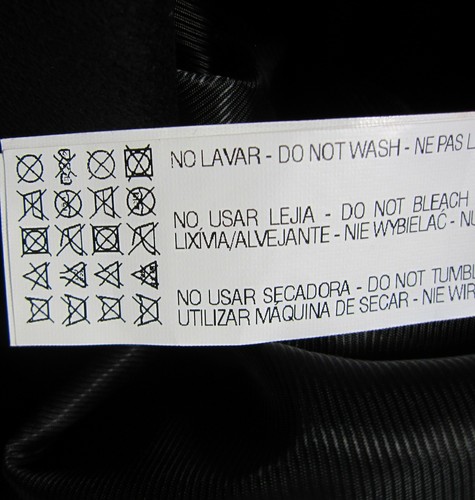 NO LAVAR - DO NOT WASH - NE PAS L
NO USAR LEJIA - DO NOT BLEACH
LIXÍVIA/ALVEJANTE - NIE WYBIELAĆ - NU
NO USAR SECADORA - DO NOT TUMBL
UTILIZAR MÁQUINA DE SECAR - NIE WIR